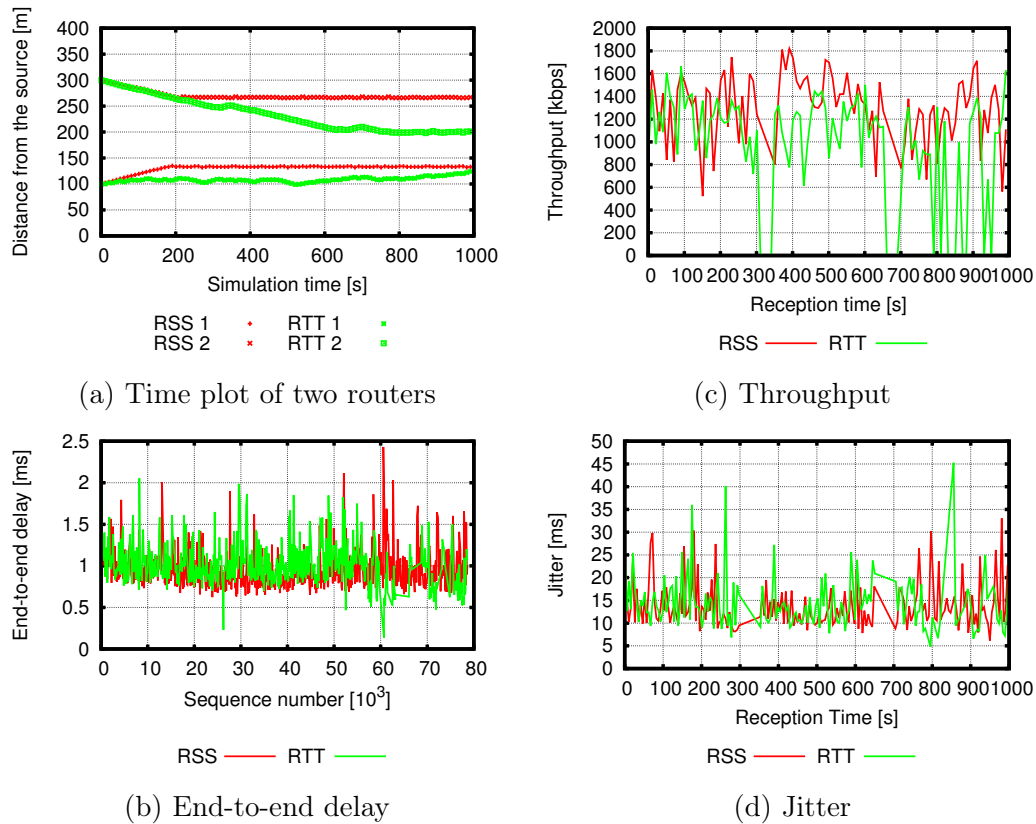 400
350
300
250
200
150
100
50
0
Distance from the source [m]
0 200 400 600 800 1000
Simulation time [s]
RSS 1 RTT 1
RSS 2 RTT 2
(a) Time plot of two routers
2000
1800
1600
1400
1200
1000
800
600
400
200
0
Throughput [kbps]
0 100 200 300 400 500 600 700 800 900 1000
Reception time [s]
RSS RTT
(c) Throughput
2.5
2
1.5
1
0.5
0
End-to-end delay [ms]
0 10 20 30 40 50 60 70 80
Sequence number [10³]
RSS RTT
(b) End-to-end delay
50
45
40
35
30
25
20
15
10
5
0
Jitter [ms]
0 100 200 300 400 500 600 700 800 900 1000
Reception Time [s]
RSS RTT
(d) Jitter